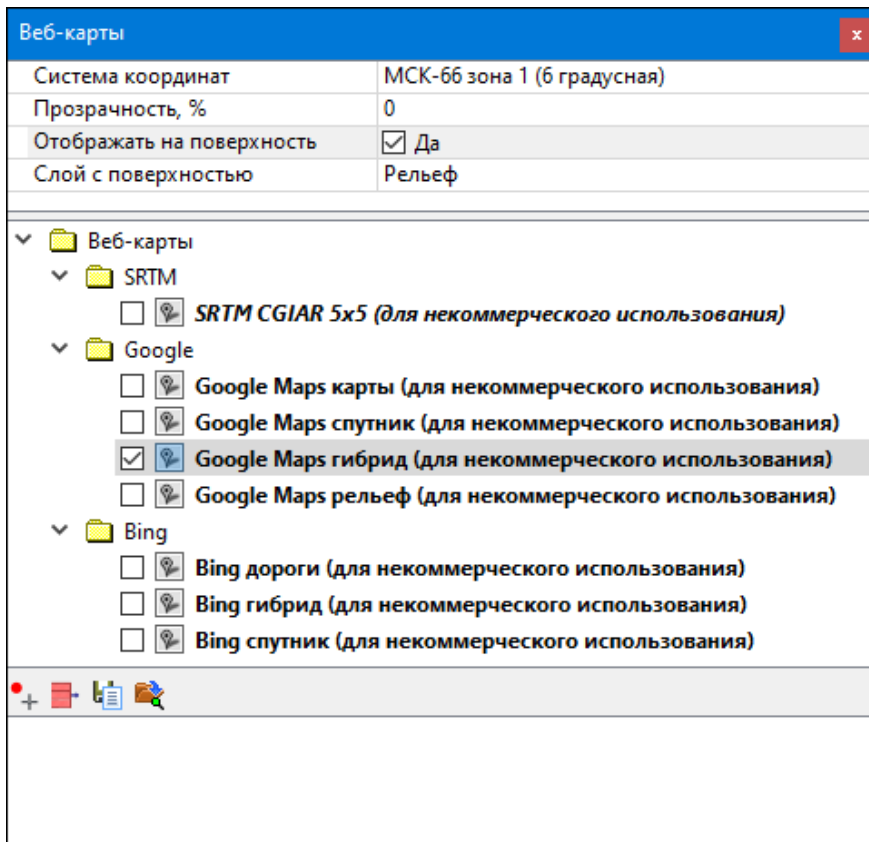 Веб-карты
x
Система координат МСК-66 зона 1 (6 градусная)
Прозрачность, % 0
Отображать на поверхность Да
Слой с поверхностью Рельеф
Веб-карты
SRTM
SRTM CGIAR 5x5 (для некоммерческого использования)
Google
Google Maps карты (для некоммерческого использования)
Google Maps спутник (для некоммерческого использования)
Google Maps гибрид (для некоммерческого использования)
Google Maps рельеф (для некоммерческого использования)
Bing
Bing дороги (для некоммерческого использования)
Bing гибрид (для некоммерческого использования)
Bing спутник (для некоммерческого использования)